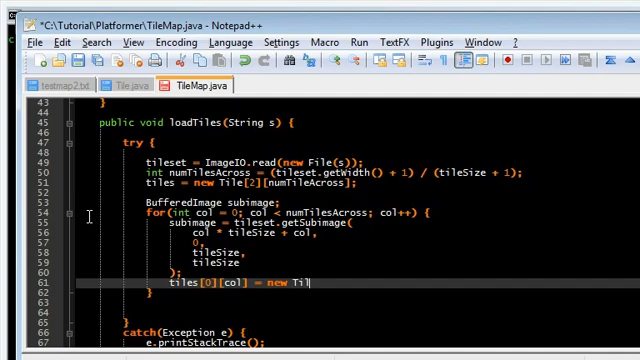 *C:\Tutorial\Platformer\TileMap.java - Notepad++
File Edit Search View Encoding Language Settings Macro Run TextFX Plugins Window ?
testmap2.txt Tile.java TileMap.java
43 }
44
45 public void loadTiles(String s) {
46
47 try {
48
49 tileset = ImageIO.read(new File(s));
50 int numTilesAcross = (tileset.getWidth() + 1) / (tileSize + 1);
51 tiles = new Tile[2][numTileAcross];
52
53 BufferedImage subimage;
54 for(int col = 0; col < numTilesAcross; col++) {
55 subimage = tileset.getSubimage(
56 col * tileSize + col,
57 0,
58 tileSize,
59 tileSize
60 );
61 tiles[0][col] = new Til
62 }
63
64
65 }
66 catch(Exception e) {
67 e.printStackTrace();